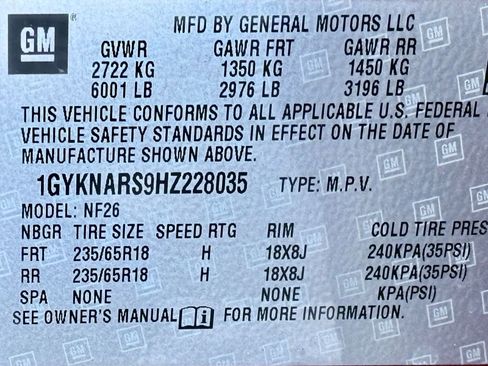 GM MFD BY GENERAL MOTORS LLC
GVWR GAWR FRT GAWR RR
2722 KG 1350 KG 1450 KG
6001 LB 2976 LB 3196 LB
THIS VEHICLE CONFORMS TO ALL APPLICABLE U.S. FEDERAL
VEHICLE SAFETY STANDARDS IN EFFECT ON THE DATE OF
MANUFACTURE SHOWN ABOVE.
1GYKNARS9HZ228035 TYPE: M.P.V.
MODEL: NF26
NBGR TIRE SIZE SPEED RTG RIM COLD TIRE PRES
FRT 235/65R18 H 18X8J 240KPA(35PSI)
RR 235/65R18 H 18X8J 240KPA(35PSI)
SPA NONE NONE KPA(PSI)
SEE OWNER'S MANUAL FOR MORE INFORMATION.